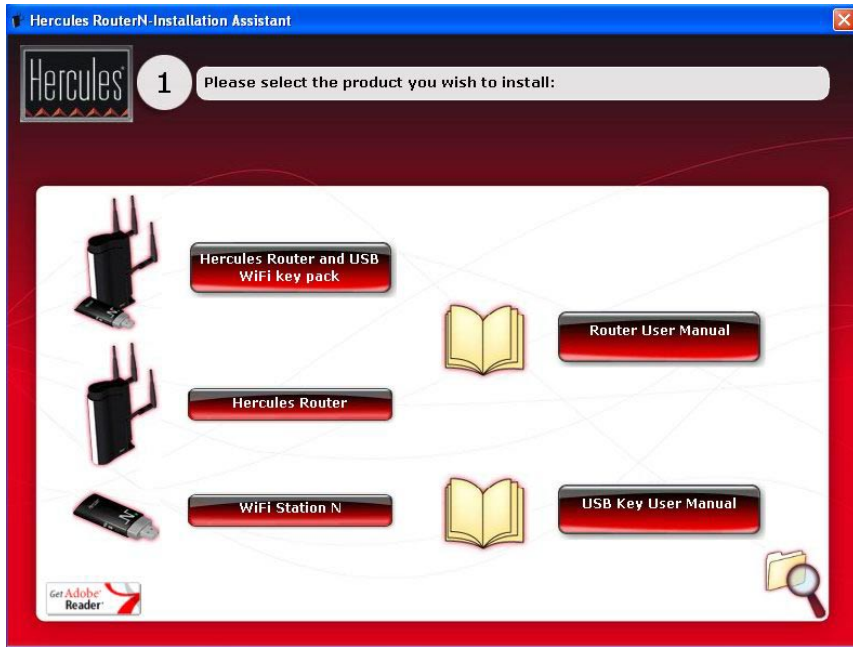 Hercules RouterN-Installation Assistant
Hercules
1
Please select the product you wish to install:
Hercules Router and USB
WiFi key pack
Router User Manual
Hercules Router
WiFi Station N
USB Key User Manual
Get Adobe
Reader